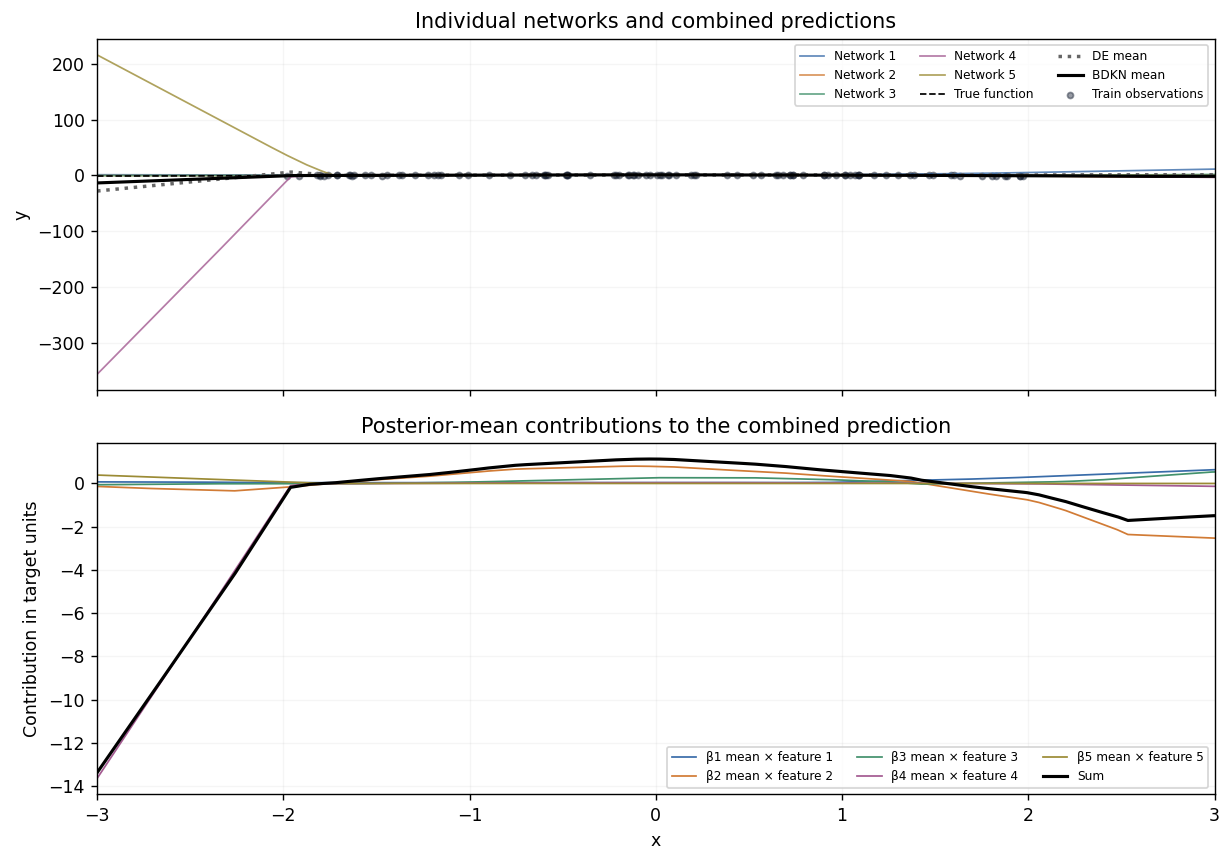 Individual networks and combined predictions
200
100
0
−100
−200
−300
y
Network 1
Network 2
Network 3
Network 4
Network 5
True function
DE mean
BDKN mean
Train observations
Posterior-mean contributions to the combined prediction
0
−2
−4
−6
−8
−10
−12
−14
Contribution in target units
β1 mean × feature 1
β2 mean × feature 2
β3 mean × feature 3
β4 mean × feature 4
β5 mean × feature 5
Sum
−3
−2
−1
0
1
2
3
x